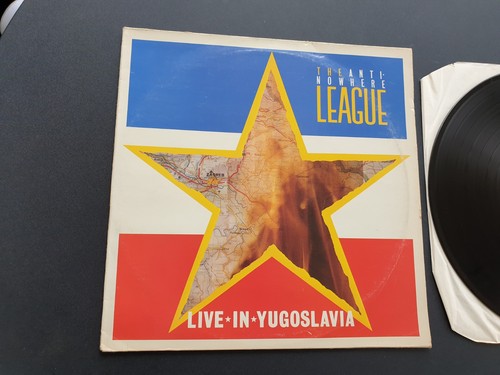 THE ANTI-
NOWHERE
LEAGUE
LIVE★IN★YUGOSLAVIA